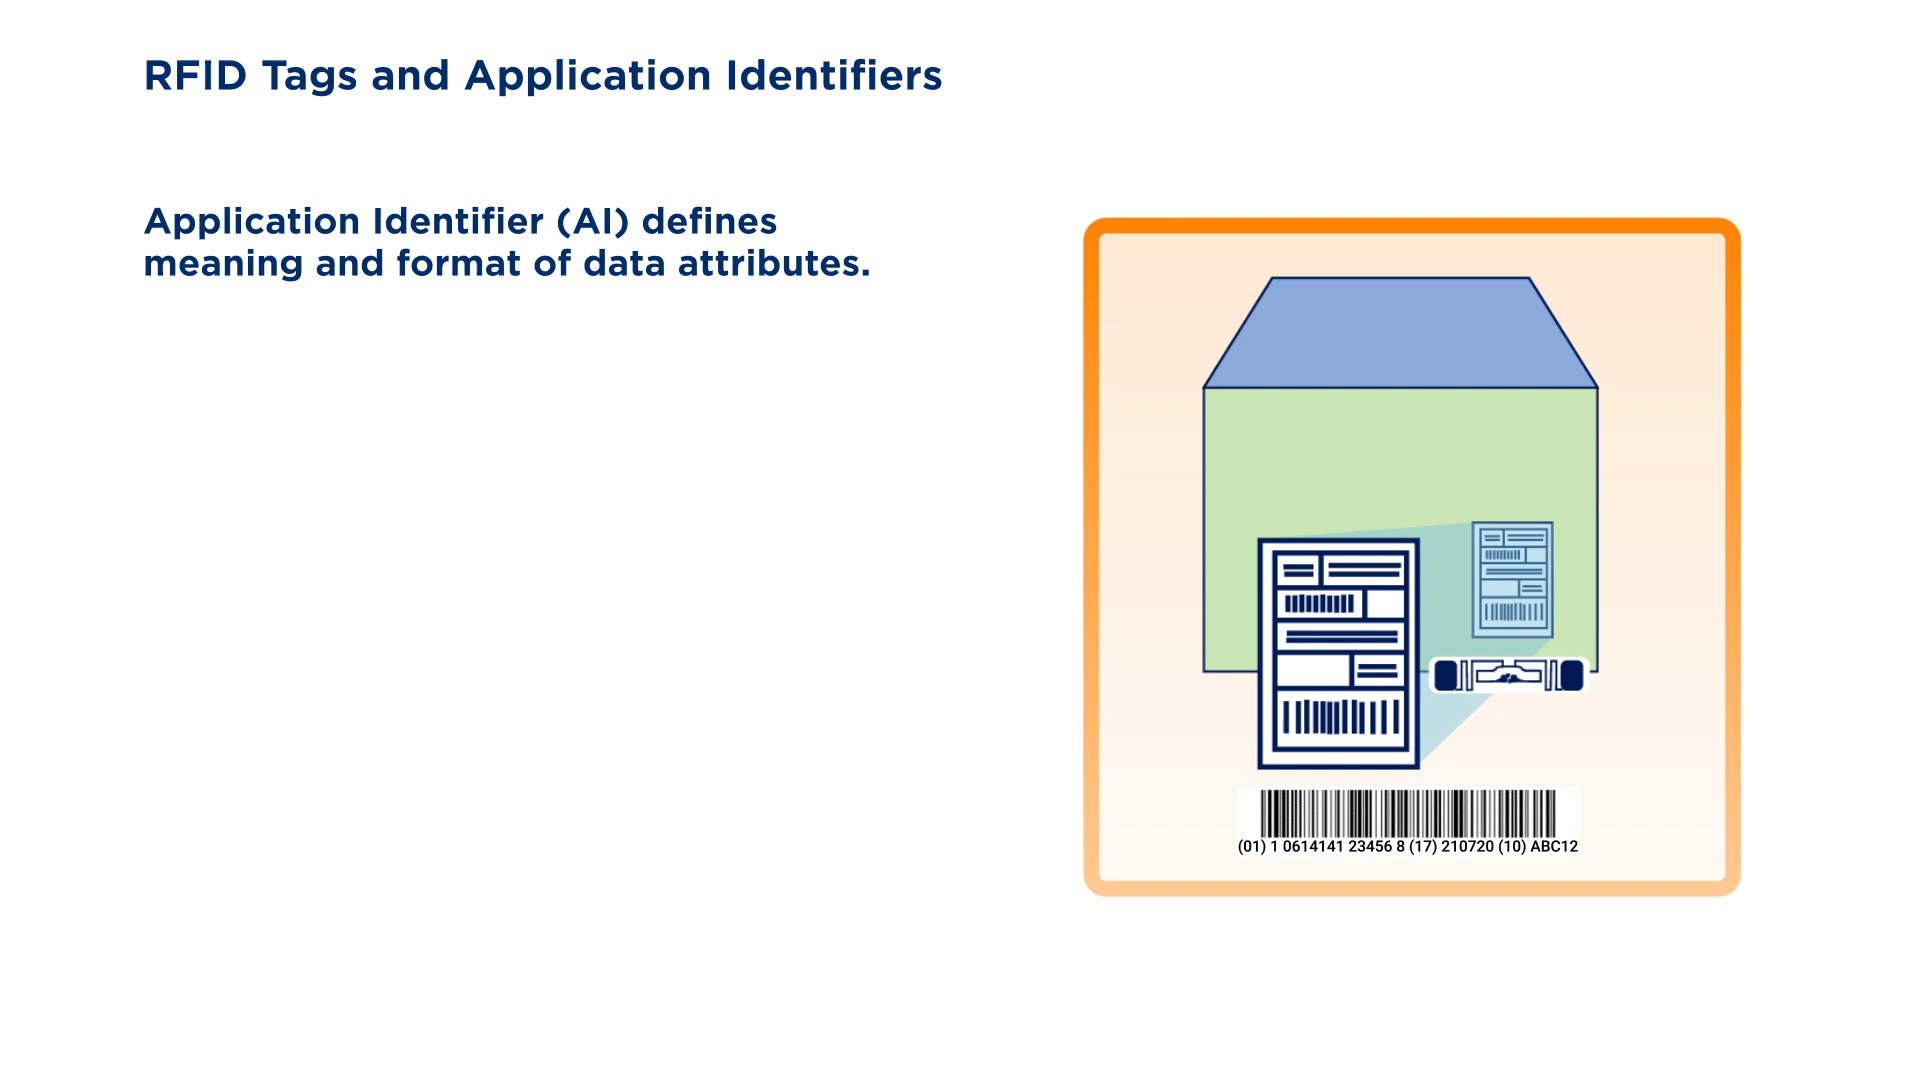 RFID Tags and Application Identifiers
Application Identifier (AI) defines
meaning and format of data attributes.
(01) 1 0614141 23456 8 (17) 210720 (10) ABC12